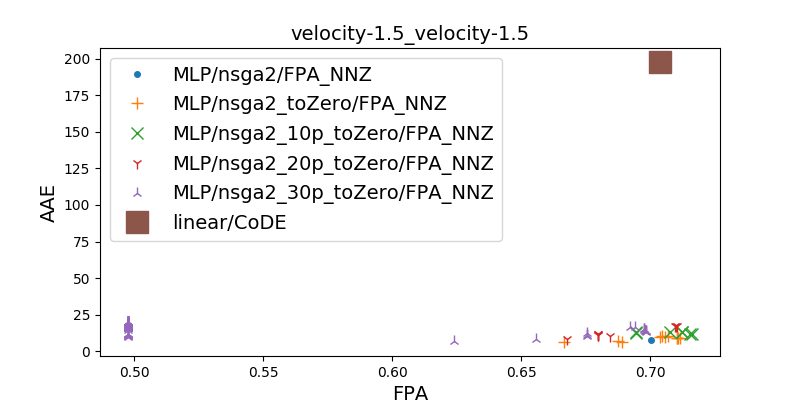 velocity-1.5_velocity-1.5
AAE
200
175
150
125
100
75
50
25
0
MLP/nsga2/FPA_NNZ
MLP/nsga2_toZero/FPA_NNZ
MLP/nsga2_10p_toZero/FPA_NNZ
MLP/nsga2_20p_toZero/FPA_NNZ
MLP/nsga2_30p_toZero/FPA_NNZ
linear/CoDE
0.50 0.55 0.60 0.65 0.70
FPA